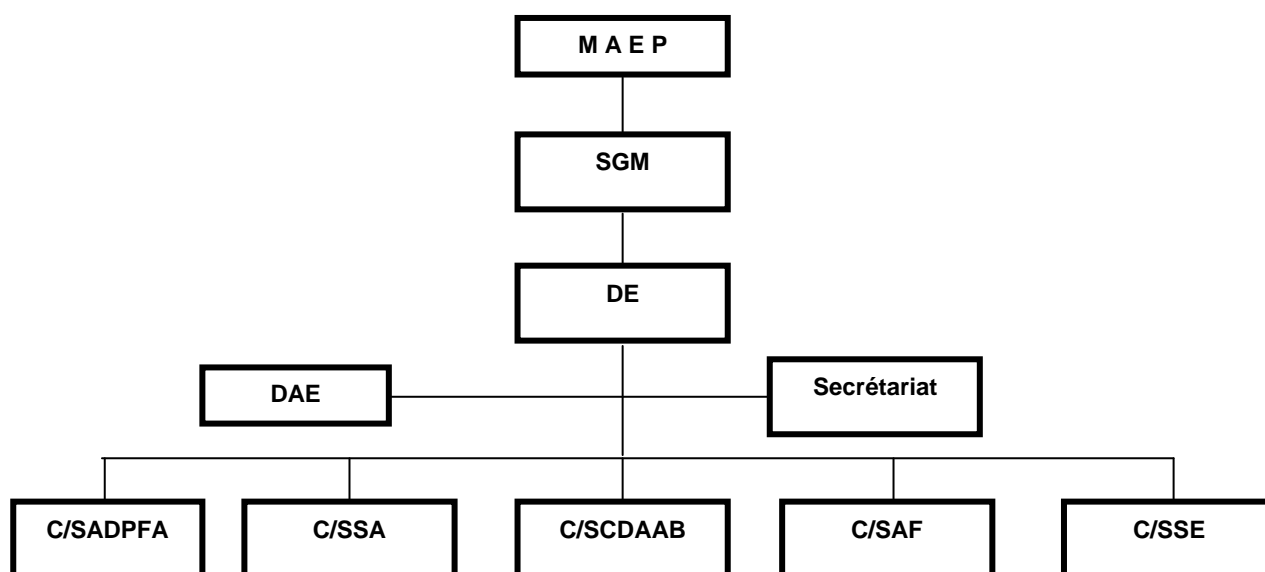 M A E P
SGM
DE
DAE
Secrétariat
C/SADPFA
C/SSA
C/SCDAAB
C/SAF
C/SSE